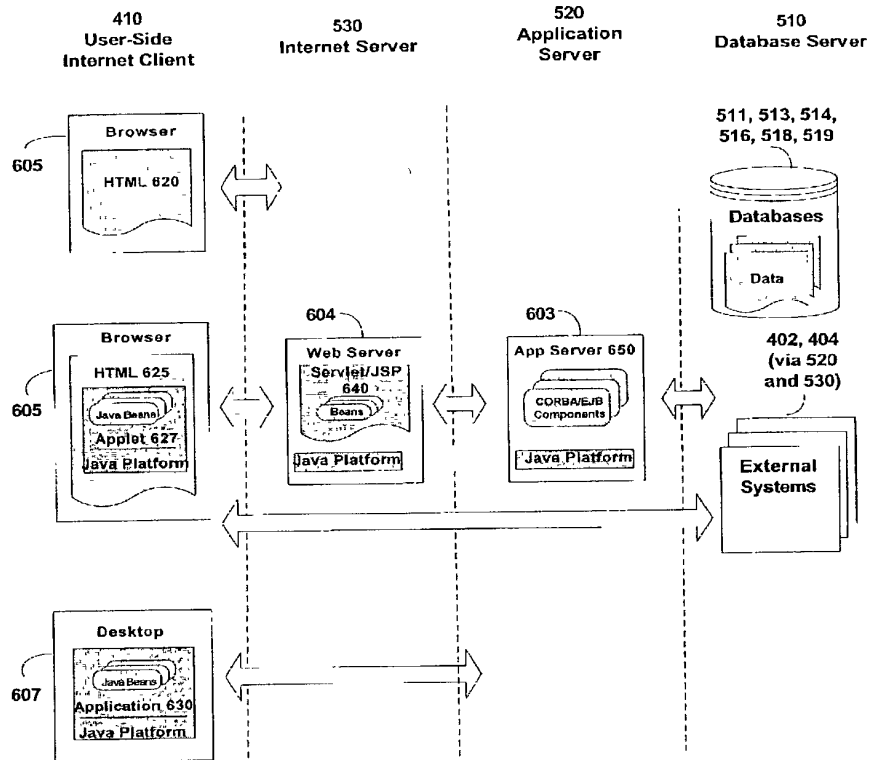 410
User-Side
Internet Client
530
Internet Server
520
Application
Server
510
Database Server
605
Browser
HTML 620
511, 513, 514,
516, 518, 519
Databases
Data
605
Browser
HTML 625
Java Beans
Applet 627
Java Platform
604
Web Server
Servlet/JSP
640
Beans
Java Platform
603
App Server 650
CORBA/EJB
Components
Java Platform
402, 404
(via 520
and 530)
External
Systems
607
Desktop
Java Beans
Application 630
Java Platform